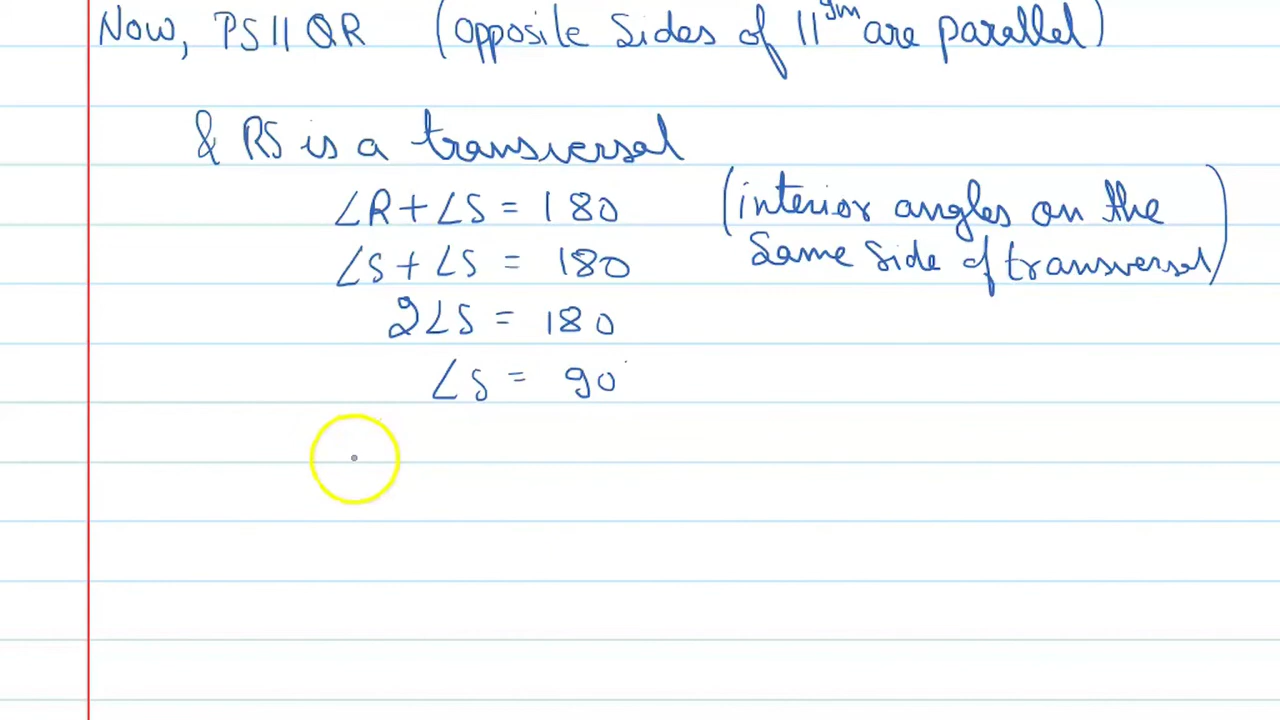 Now, PS || QR (opposite sides of ||gm are parallel)
& RS is a transversal
∠R + ∠S = 180 (interior angles on the
∠S + ∠S = 180 same side of transversal)
2∠S = 180
∠S = 90